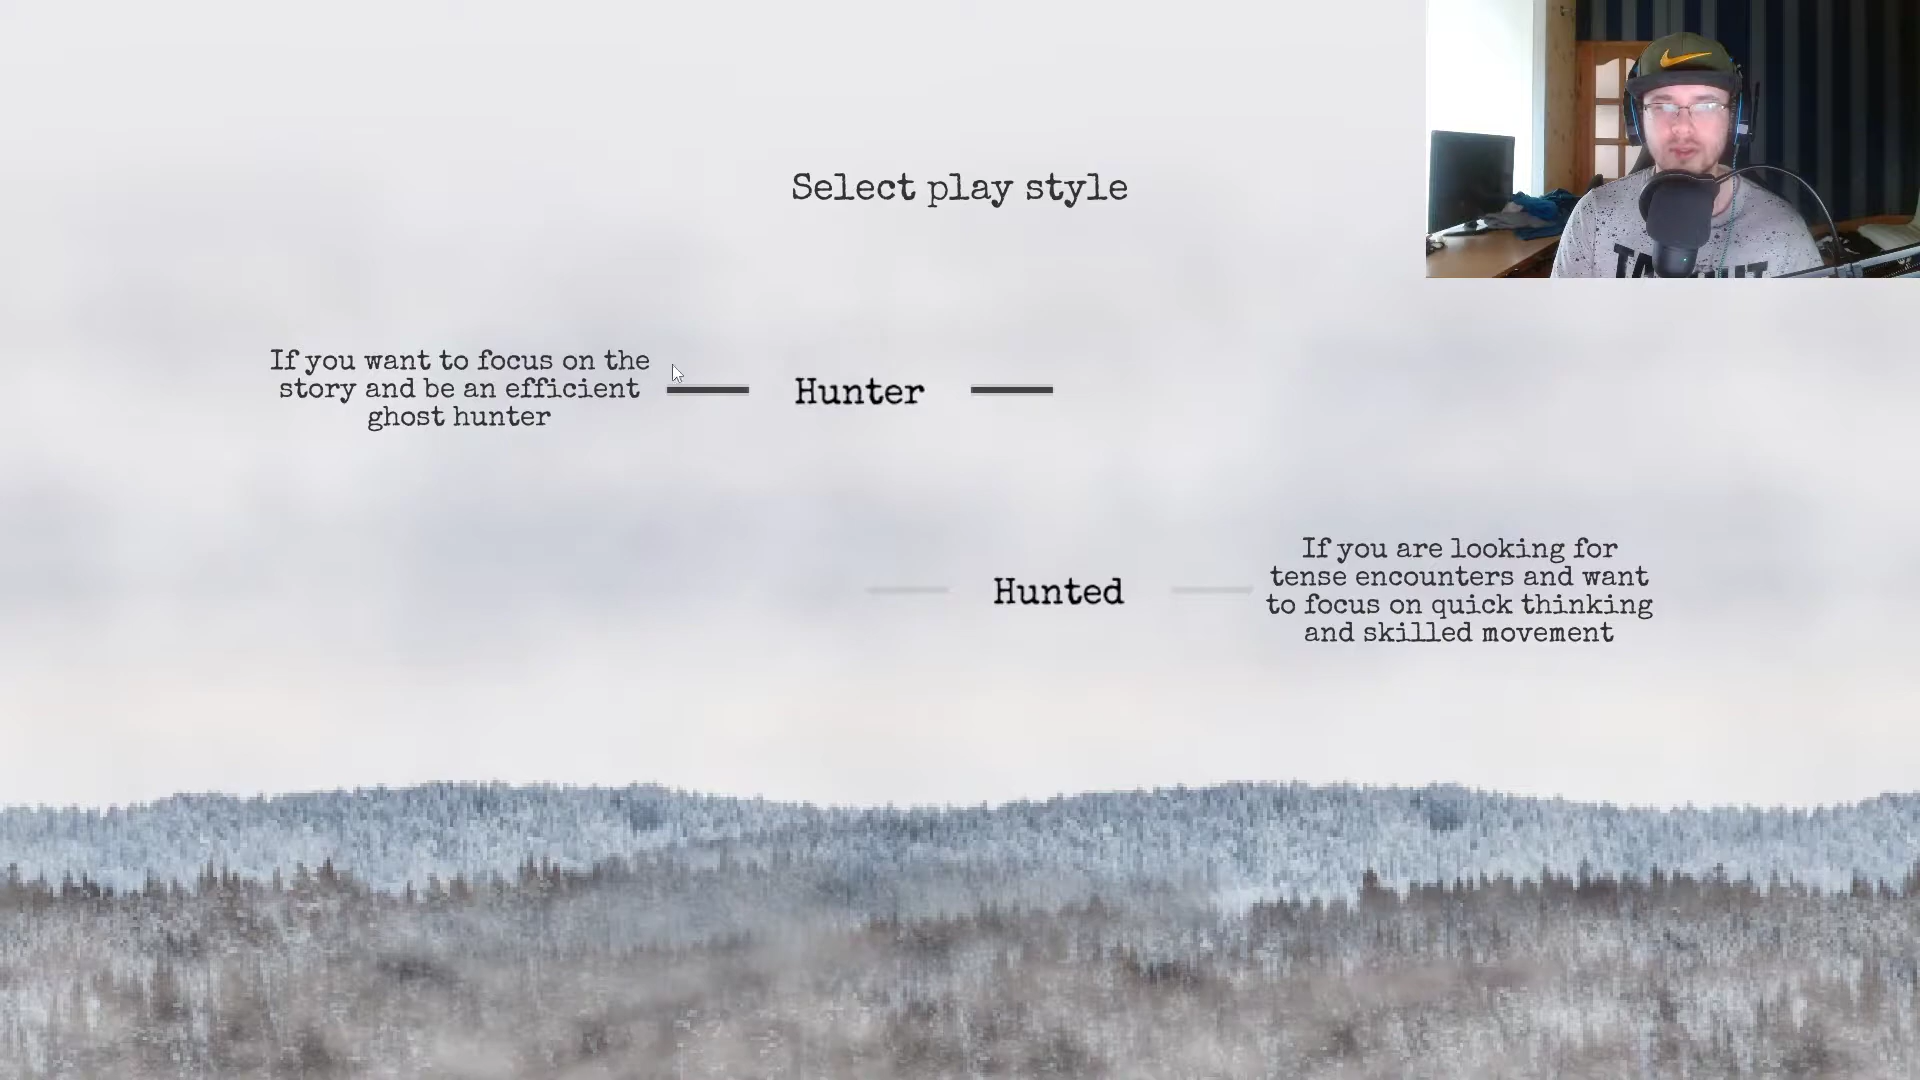 Select play style
If you want to focus on the
story and be an efficient
ghost hunter
Hunter
Hunted
If you are looking for
tense encounters and want
to focus on quick thinking
and skilled movement